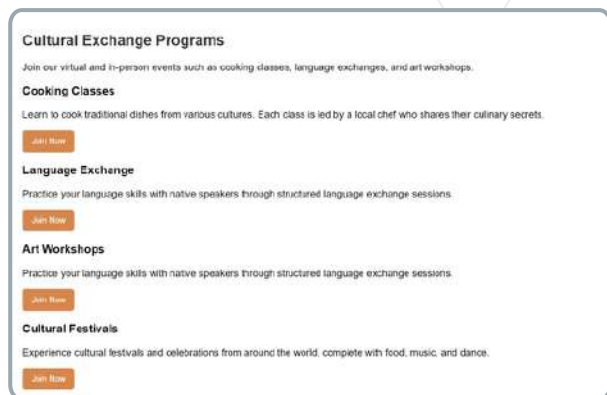 Cultural Exchange Programs
Join our virtual and in-person events such as cooking classes, language exchanges, and art workshops.
Cooking Classes
Learn to cook traditional dishes from various cultures. Each class is led by a local chef who shares their culinary secrets.
Join Now
Language Exchange
Practice your language skills with native speakers through structured language exchange sessions.
Join Now
Art Workshops
Practice your language skills with native speakers through structured language exchange sessions.
Join Now
Cultural Festivals
Experience cultural festivals and celebrations from around the world, complete with food, music, and dance.
Join Now